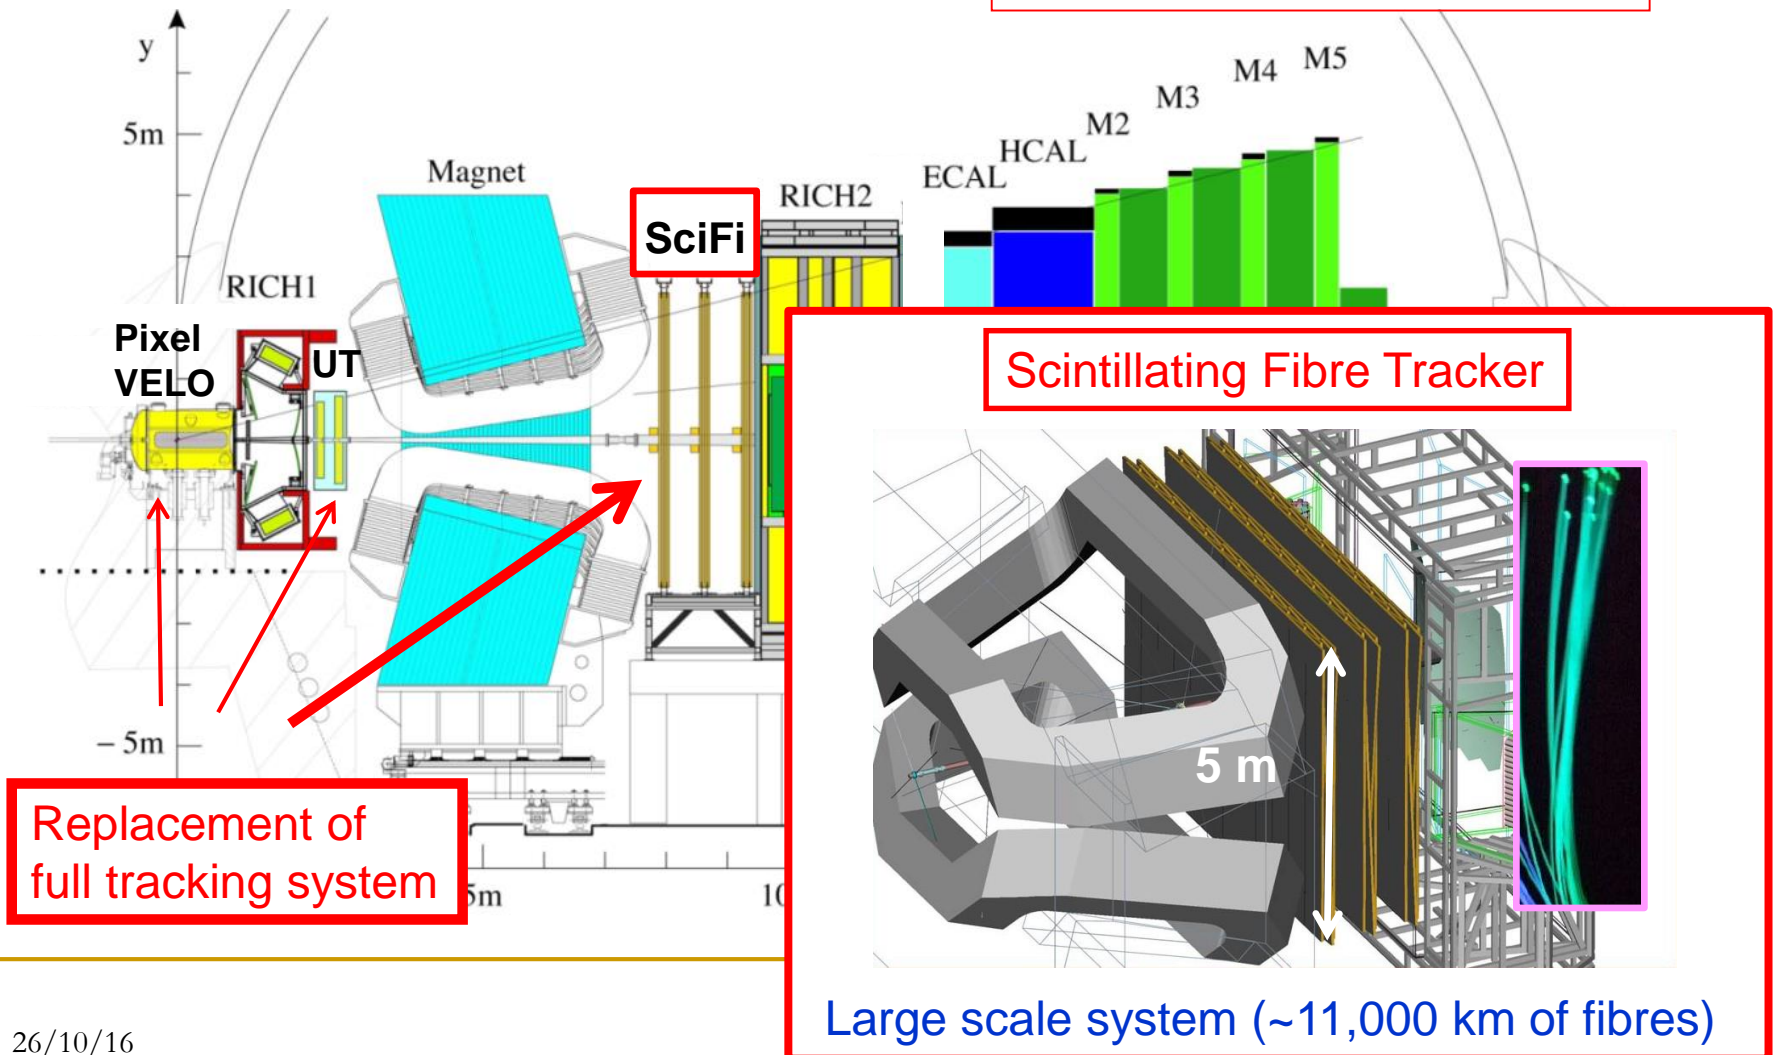 y
5m
Magnet
SciFi
RICH2
ECAL
HCAL
M2
M3
M4
M5
RICH1
Pixel
VELO
UT
Scintillating Fibre Tracker
5 m
– 5m
Replacement of
full tracking system
5m
10
Large scale system (~11,000 km of fibres)
26/10/16